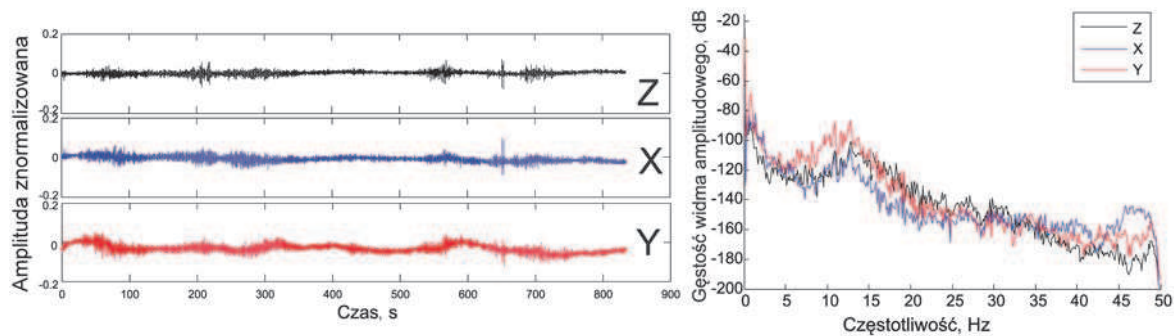 Amplituda znormalizowana
0.2
0
-0.2
Z
0.2
0
-0.2
X
0.2
0
-0.2
Y
0 100 200 300 400 500 600 700 800 900
Czas, s
Gęstość widma amplitudowego, dB
-20
-40
-60
-80
-100
-120
-140
-160
-180
-200
Z
X
Y
0 5 10 15 20 25 30 35 40 45 50
Częstotliwość, Hz